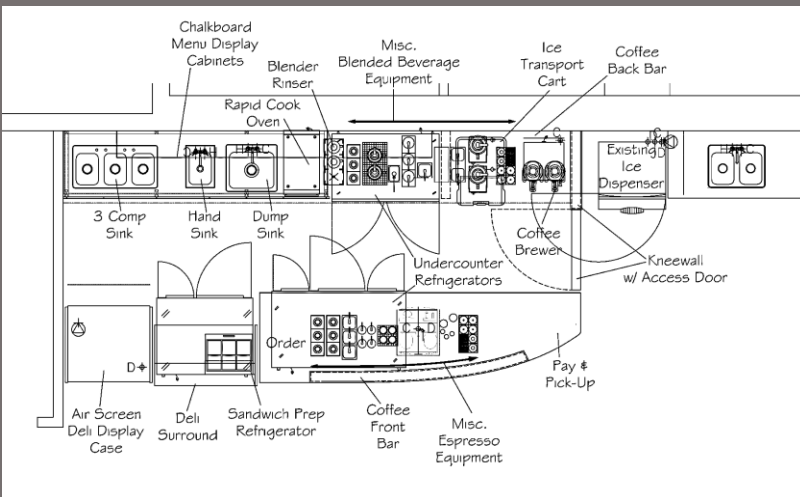 Chalkboard
Menu Display
Cabinets
Blender
Rinser
Misc.
Blended Beverage
Equipment
Ice
Transport
Cart
Coffee
Back Bar
Rapid Cook
Oven
Existing
Ice
Dispenser
3 Comp
Sink
Hand
Sink
Dump
Sink
Coffee
Brewer
Undercounter
Refrigerators
Kneewall
w/ Access Door
Order
C D
D
Pay &
Pick-Up
Air Screen
Deli Display
Case
Deli
Surround
Sandwich Prep
Refrigerator
Coffee
Front
Bar
Misc.
Espresso
Equipment